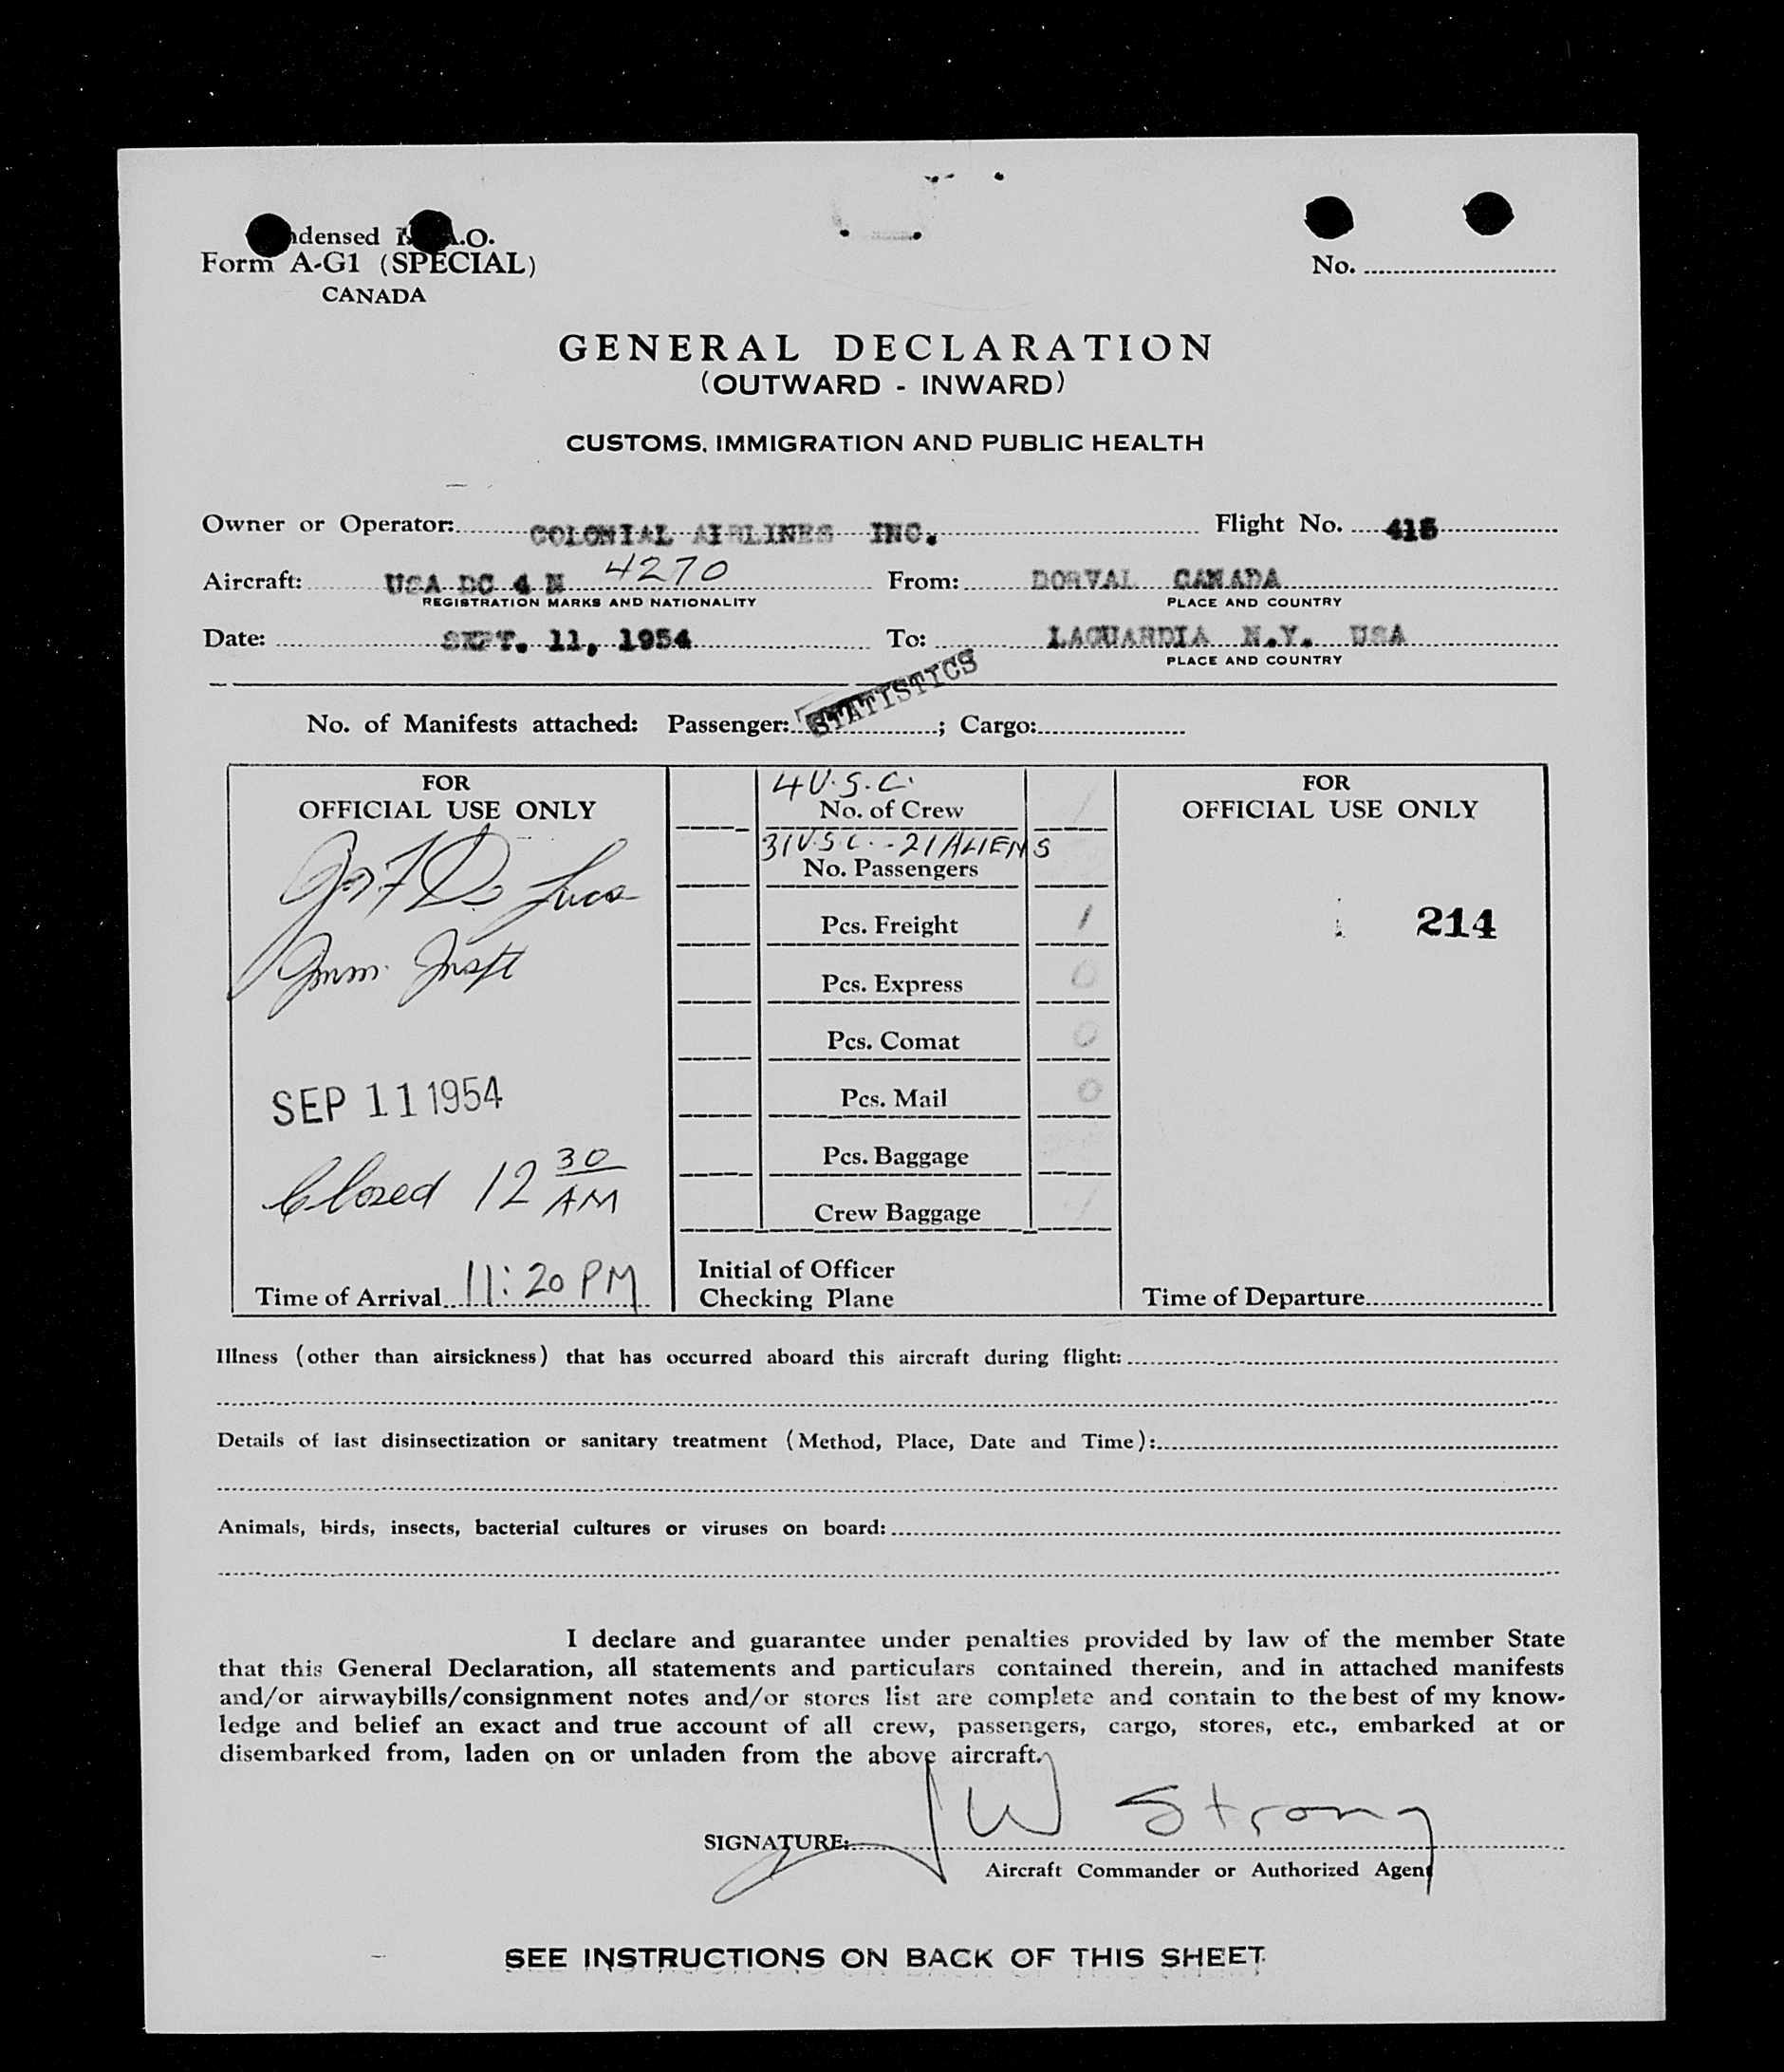 densed I. .O.
Form A-G1 (SPECIAL)
CANADA
No.
GENERAL DECLARATION
(OUTWARD - INWARD)
CUSTOMS, IMMIGRATION AND PUBLIC HEALTH
Owner or Operator: COLONIAL AIRLINES INC. Flight No. 415
Aircraft: USA DC 4 N 4270 From: DORVAL CANADA
REGISTRATION MARKS AND NATIONALITY PLACE AND COUNTRY
Date: SEPT. 11, 1954 To: LAGUARDIA N.Y. USA
PLACE AND COUNTRY
STATISTICS
No. of Manifests attached: Passenger: ; Cargo:
FOR
OFFICIAL USE ONLY
Jos F De Luca
Imm. Inspt
SEP 11 1954
Closed 12 30 AM
Time of Arrival 11:20 PM
4 U.S.C.
No. of Crew
31 U.S.C. - 21 ALIENS
No. Passengers
Pcs. Freight 1
Pcs. Express 0
Pcs. Comat 0
Pcs. Mail 0
Pcs. Baggage
Crew Baggage
Initial of Officer
Checking Plane
FOR
OFFICIAL USE ONLY
214
Time of Departure
Illness (other than airsickness) that has occurred aboard this aircraft during flight:
Details of last disinsectization or sanitary treatment (Method, Place, Date and Time):
Animals, birds, insects, bacterial cultures or viruses on board:
I declare and guarantee under penalties provided by law of the member State
that this General Declaration, all statements and particulars contained therein, and in attached manifests
and/or airwaybills/consignment notes and/or stores list are complete and contain to the best of my know-
ledge and belief an exact and true account of all crew, passengers, cargo, stores, etc., embarked at or
disembarked from, laden on or unladen from the above aircraft.
SIGNATURE: JW Strong
Aircraft Commander or Authorized Agent
SEE INSTRUCTIONS ON BACK OF THIS SHEET